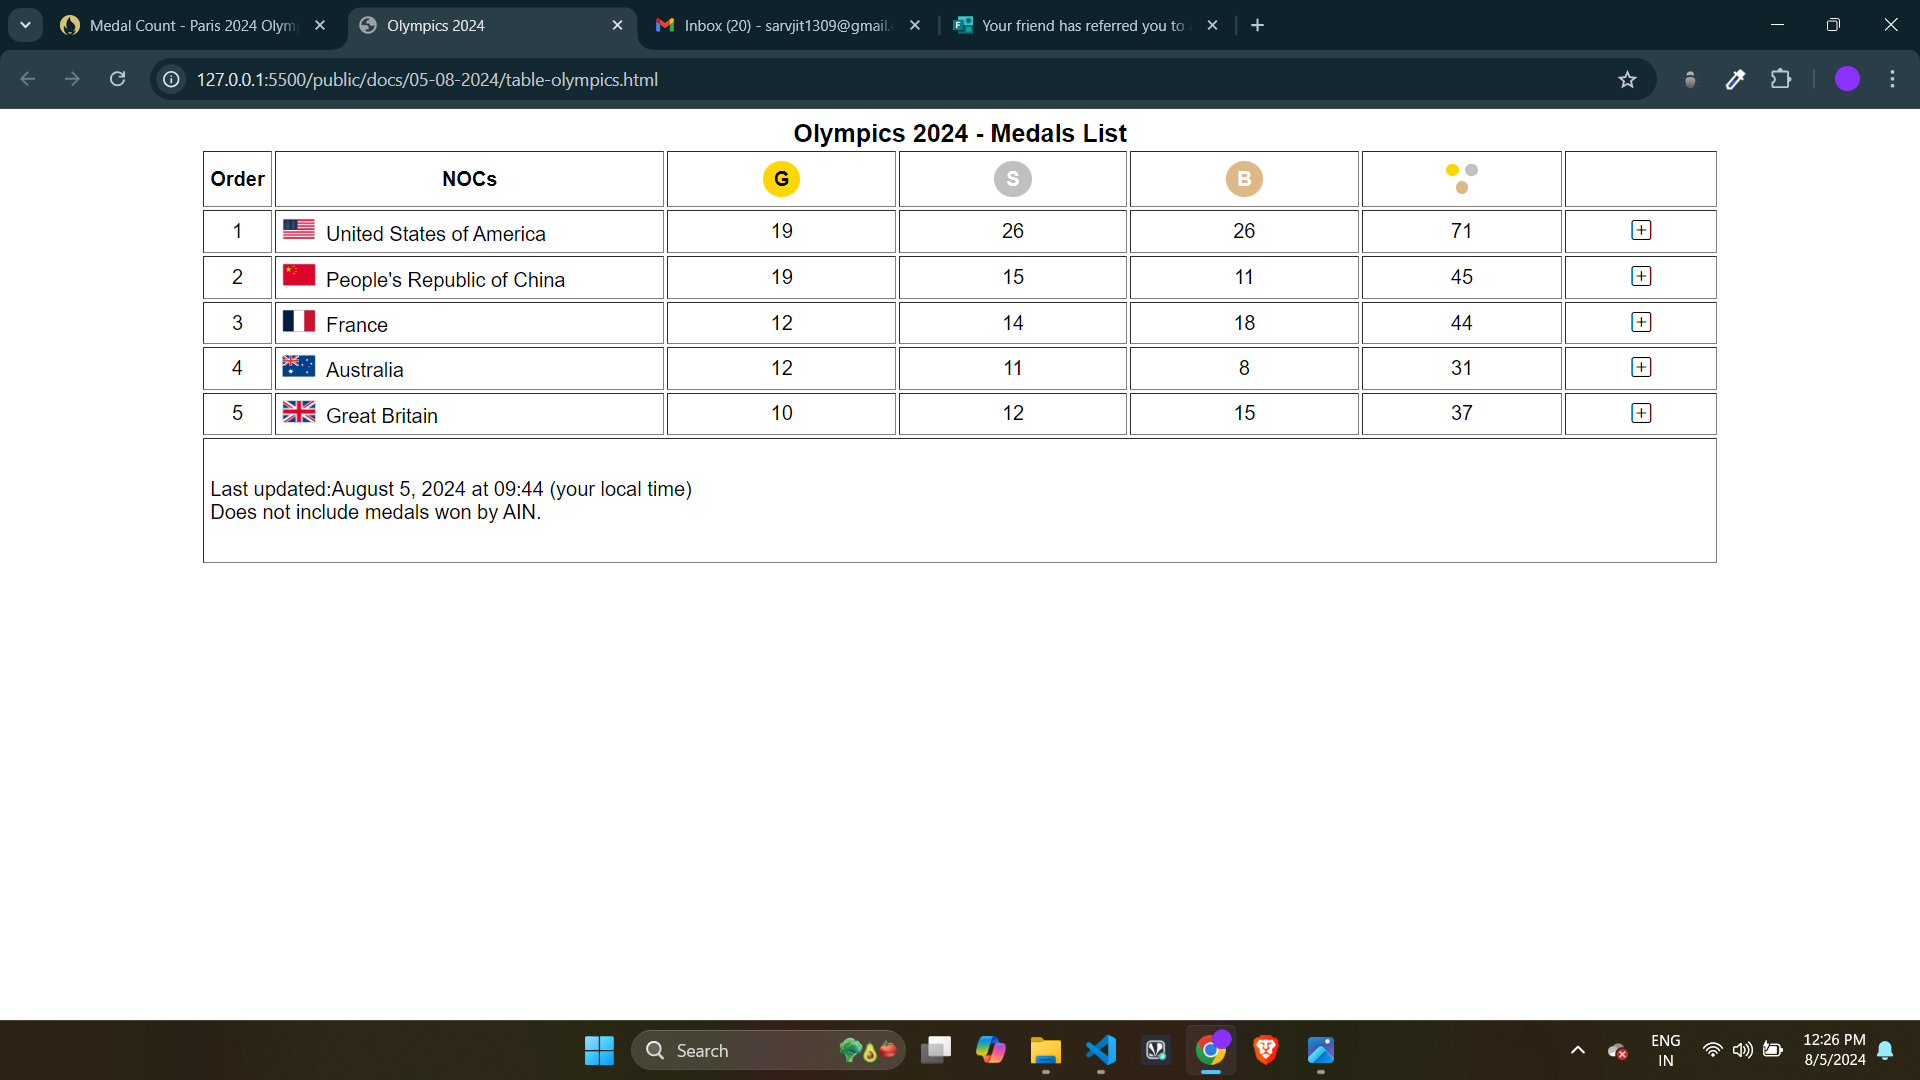 Medal Count - Paris 2024 Olym
Olympics 2024
Inbox (20) - sarvjit1309@gmail.
Your friend has referred you to
127.0.0.1:5500/public/docs/05-08-2024/table-olympics.html
Olympics 2024 - Medals List
Order NOCs G S B
1 United States of America 19 26 26 71
2 People's Republic of China 19 15 11 45
3 France 12 14 18 44
4 Australia 12 11 8 31
5 Great Britain 10 12 15 37
Last updated:August 5, 2024 at 09:44 (your local time)
Does not include medals won by AIN.
Search
ENG
IN
12:26 PM
8/5/2024